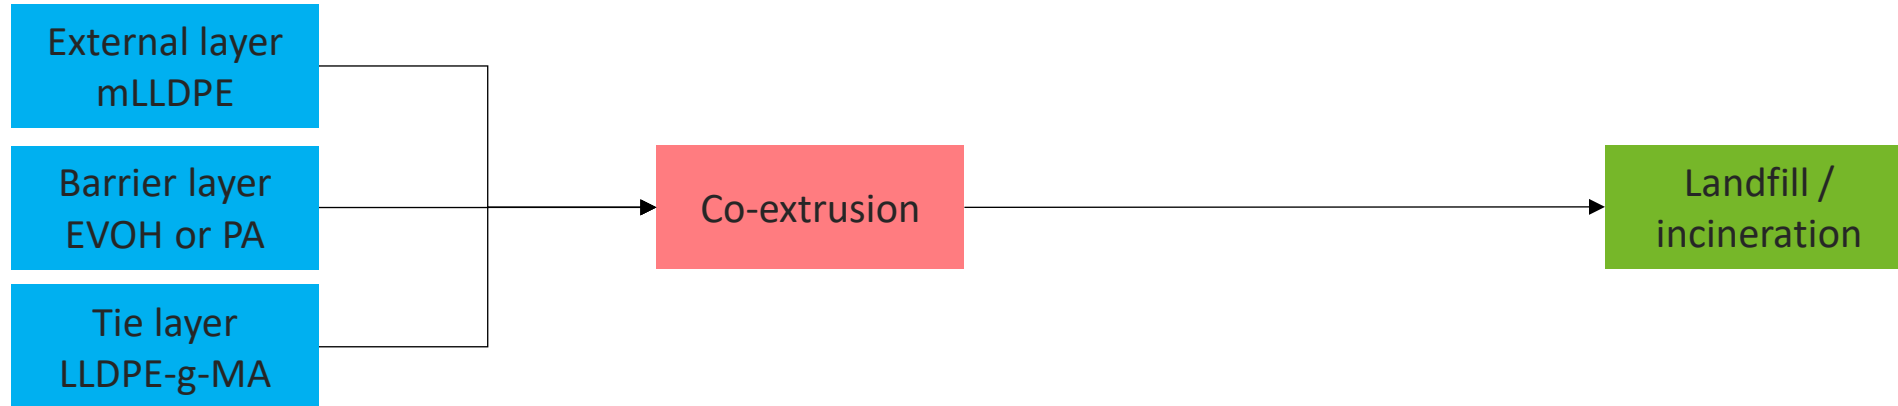 External layer
mLLDPE
Barrier layer
EVOH or PA
Tie layer
LLDPE-g-MA
Co-extrusion
Landfill /
incineration